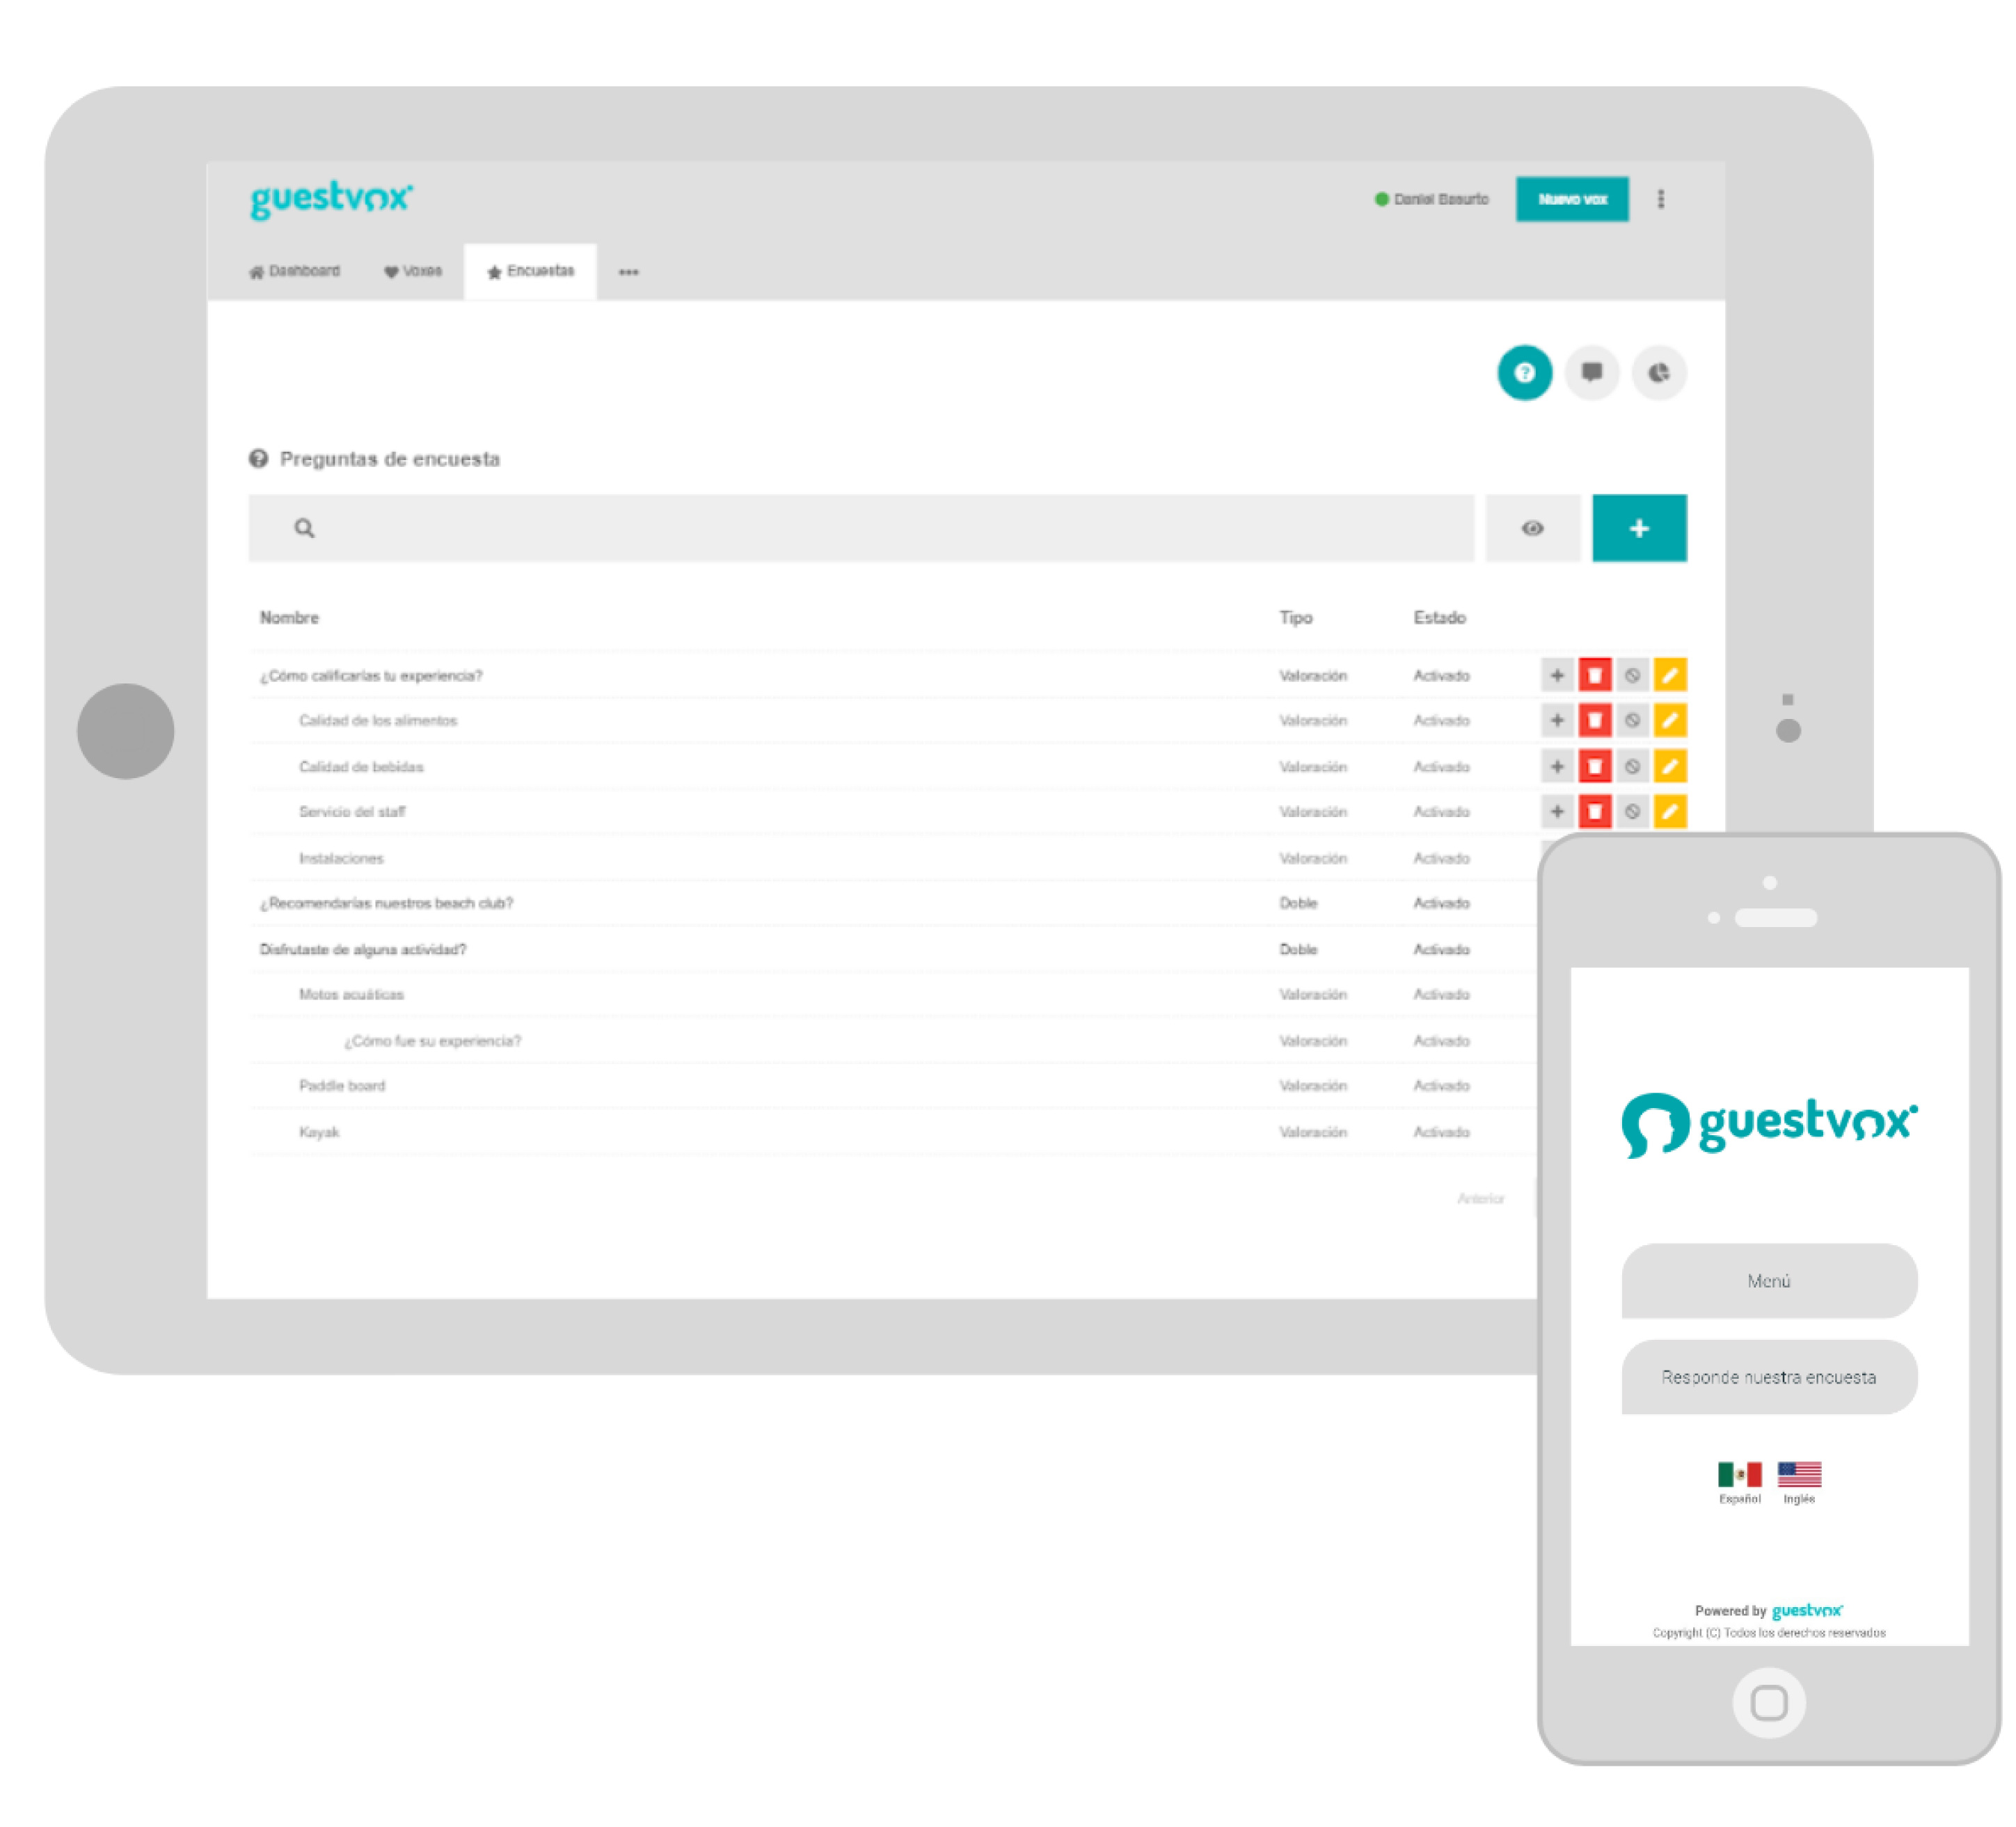 guestvox
Daniel Basurto
Nuevo vox
Dashboard
Voxes
Encuestas
Preguntas de encuesta
Nombre Tipo Estado
¿Cómo calificarías tu experiencia? Valoración Activado
Calidad de los alimentos Valoración Activado
Calidad de bebidas Valoración Activado
Servicio del staff Valoración Activado
Instalaciones Valoración Activado
¿Recomendarías nuestros beach club? Doble Activado
Disfrutaste de alguna actividad? Doble Activado
Motos acuáticas Valoración Activado
¿Cómo fue su experiencia? Valoración Activado
Paddle board Valoración Activado
Kayak Valoración Activado
Anterior
guestvox
Menú
Responde nuestra encuesta
Español Inglés
Powered by guestvox
Copyright (C) Todos los derechos reservados